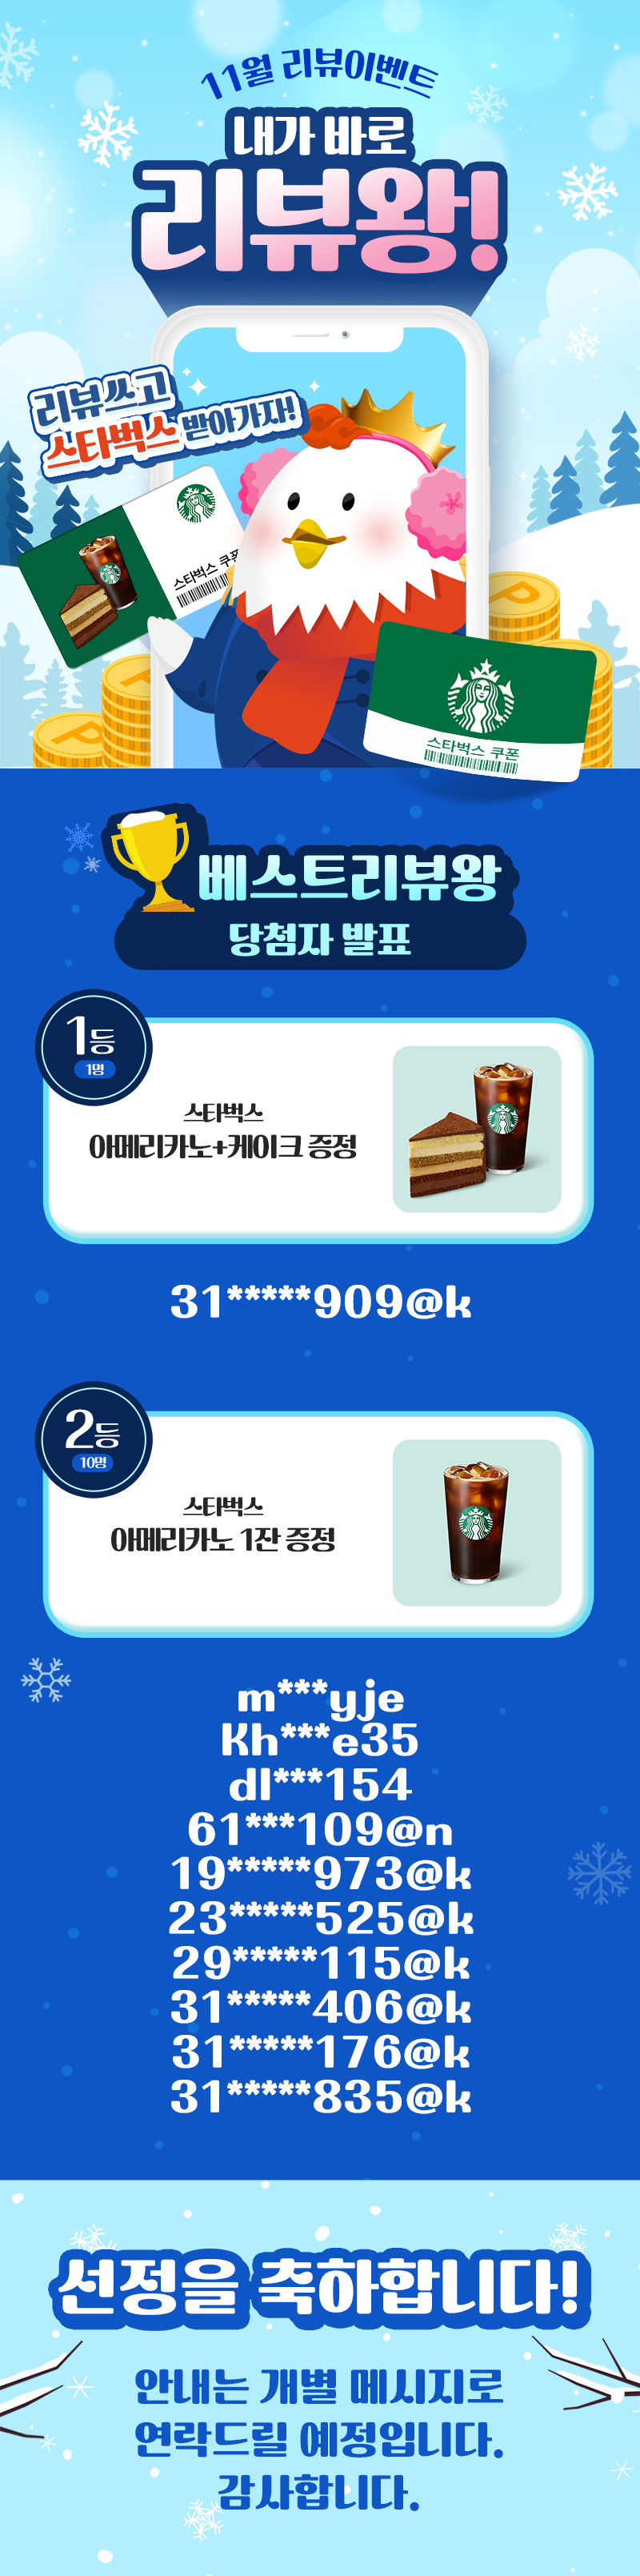 11월 리뷰이벤트
내가 바로
리뷰왕!
리뷰쓰고
스타벅스 받아가자!
스타벅스 쿠폰
스타벅스 쿠폰
베스트리뷰왕
당첨자 발표
1등
1명
스타벅스
아메리카노+케이크 증정
31*****909@k
2등
10명
스타벅스
아메리카노 1잔 증정
m***yje
Kh***e35
dl***154
61***109@n
19*****973@k
23*****525@k
29*****115@k
31*****406@k
31*****176@k
31*****835@k
선정을 축하합니다!
안내는 개별 메시지로
연락드릴 예정입니다.
감사합니다.